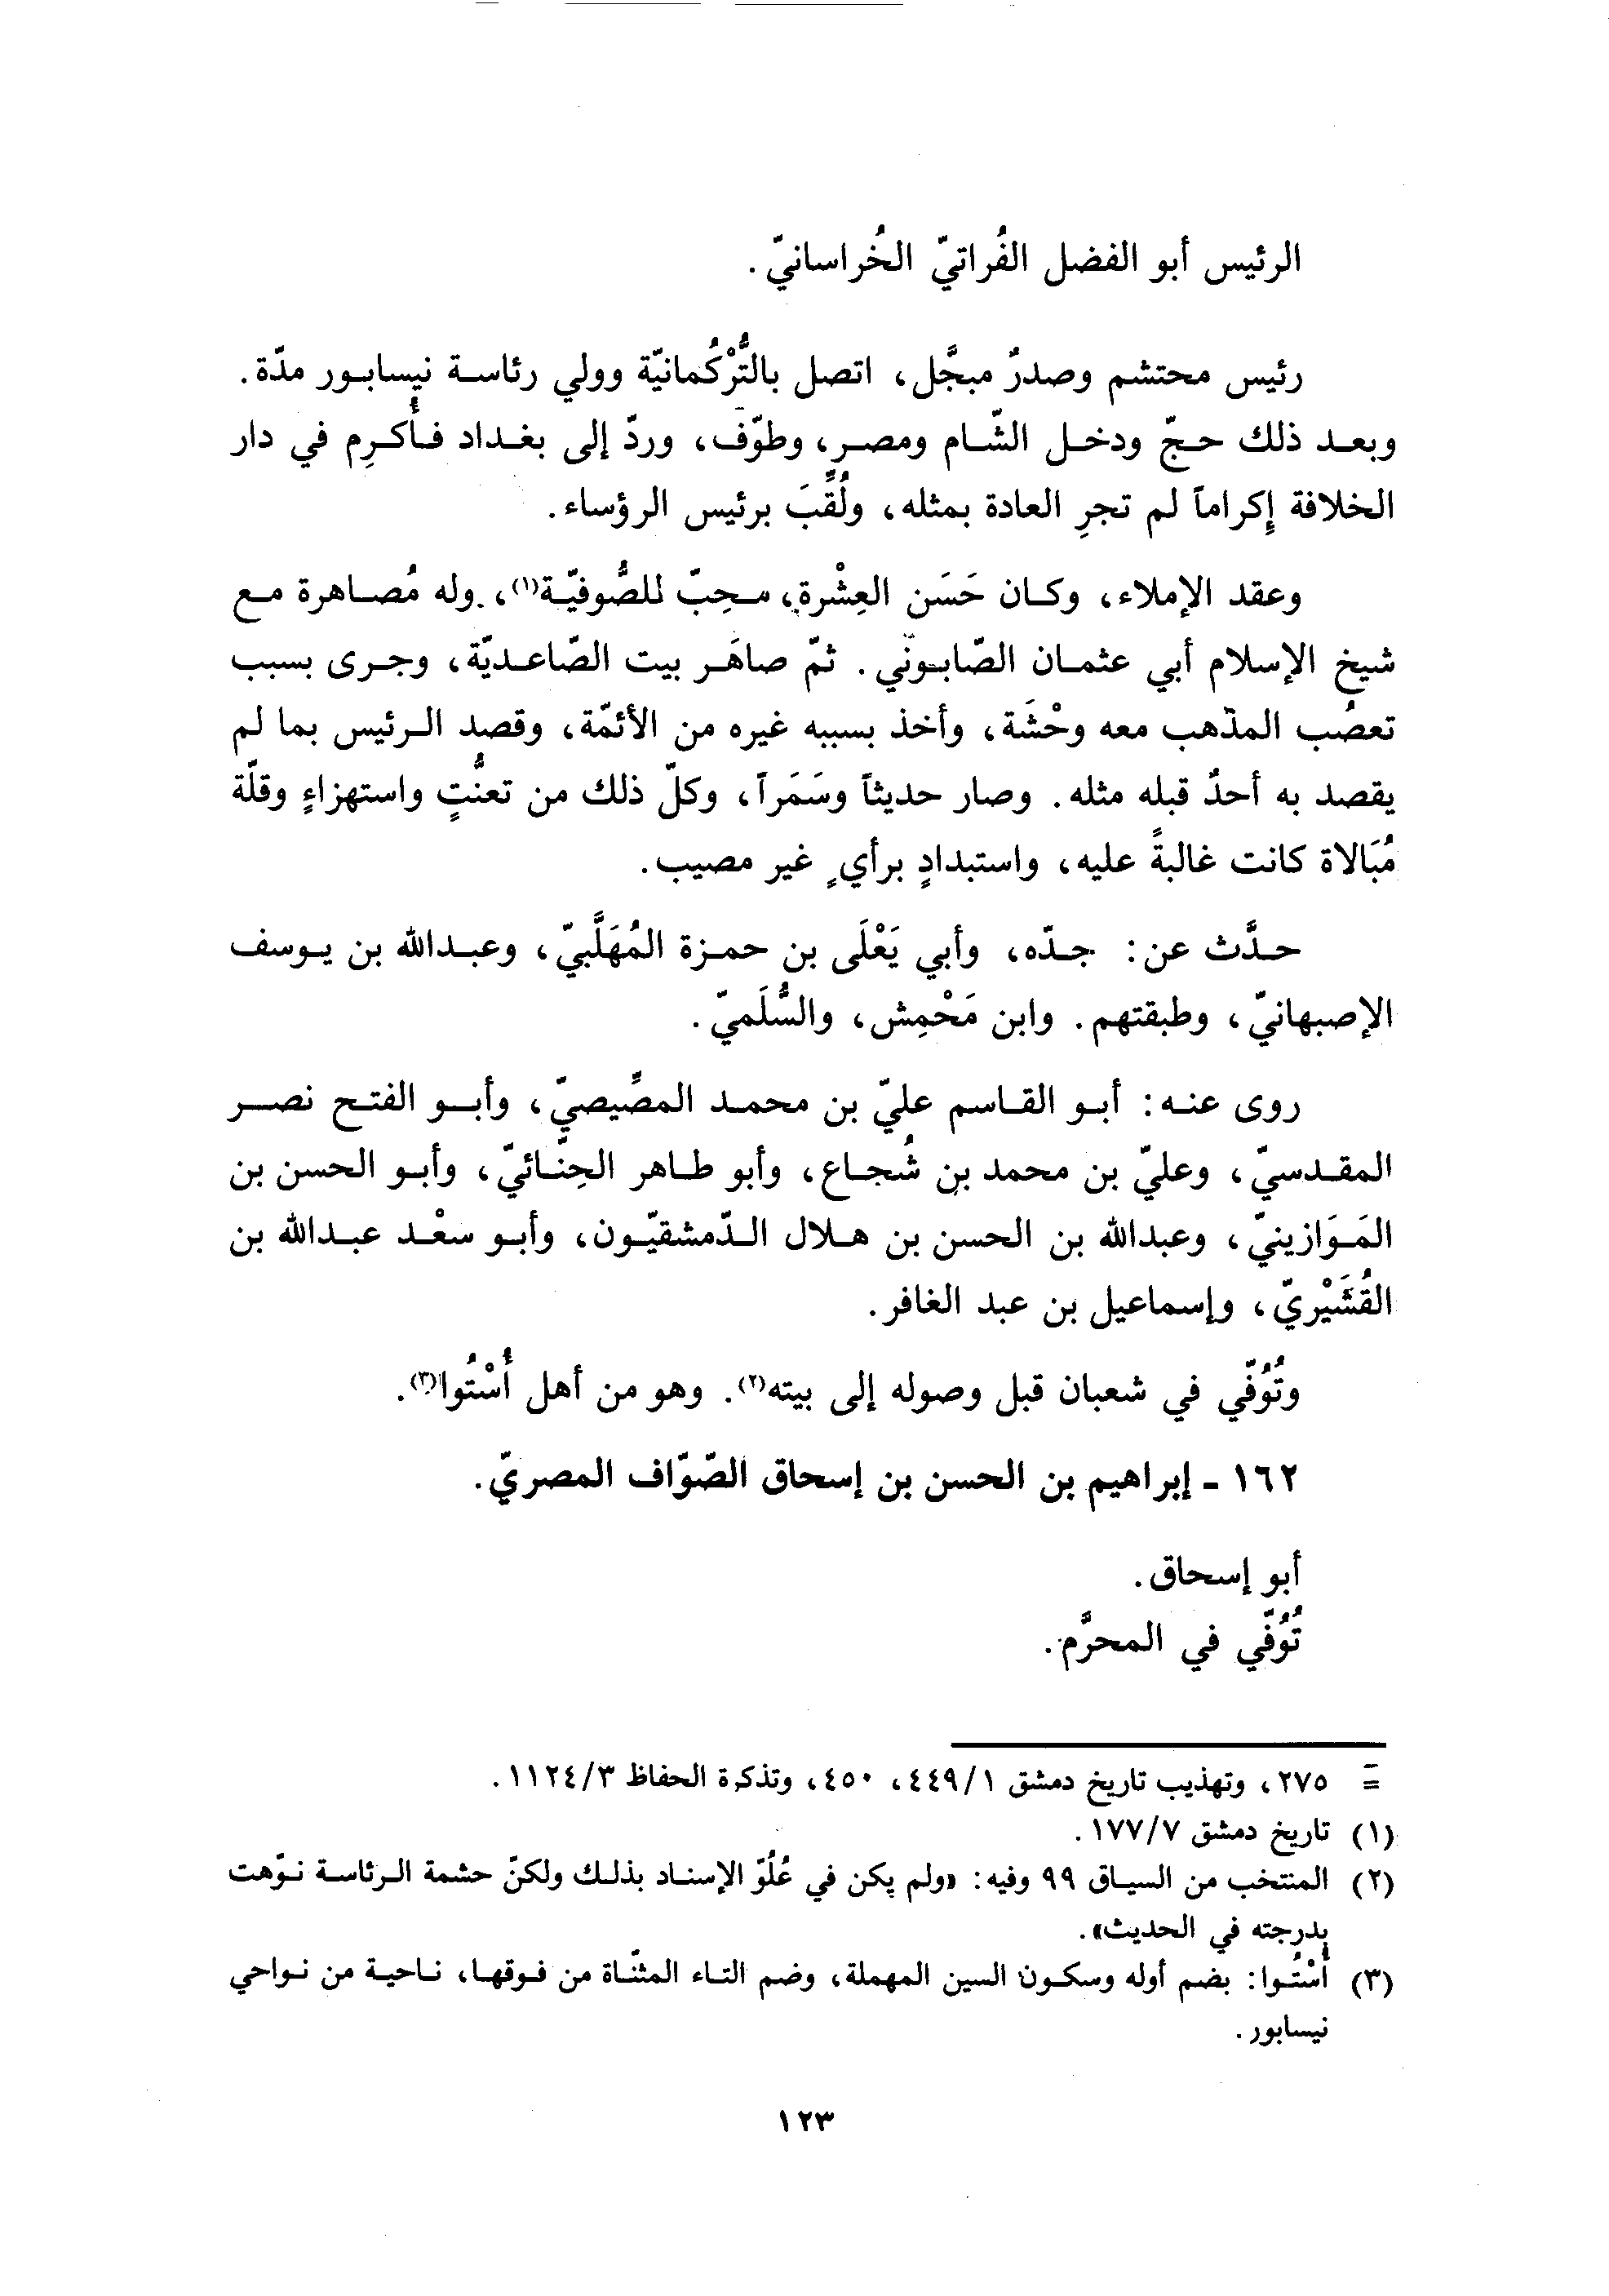 الرئيس أبو الفضل الفُراتيّ الخُراسانيّ.
رئيس محتشم وصدرٌ مبجَّل، اتصل بالتُّرْكُمانيّة وولي رئاسة نيسابور مدّة.
وبعد ذلك حجّ ودخل الشّام ومصر، وطوّف، وردّ إلى بغداد فأُكرِم في دار
الخلافة إِكراماً لم تجرِ العادة بمثله، ولُقِّبَ برئيس الرؤساء.
وعقد الإملاء، وكان حَسَن العِشْرة، محِبّ للصُّوفيّة(١)، وله مُصاهرة مع
شيخ الإسلام أبي عثمان الصّابوني. ثمّ صاهَر بيت الصّاعديّة، وجرى بسبب
تعصُب المذهب معه وحْشَة، وأخذ بسببه غيره من الأئمّة، وقصد الرئيس بما لم
يقصد به أحدٌ قبله مثله. وصار حديثاً وسَمَراً، وكلّ ذلك من تعنُّتٍ واستهزاءٍ وقلّة
مُبَالاة كانت غالبةً عليه، واستبدادٍ برأيٍ غير مصيب.
حدَّث عن: جدّه، وأبي يَعْلَى بن حمزة المُهَلَّبيّ، وعبدالله بن يوسف
الإصبهانيّ، وطبقتهم. وابن مَحْمِش، والسُّلَميّ.
روى عنه: أبو القاسم عليّ بن محمد المصِّيصيّ، وأبو الفتح نصر
المقدسيّ، وعليّ بن محمد بن شُجاع، وأبو طاهر الحِنّائيّ، وأبو الحسن بن
المَوَازينيّ، وعبدالله بن الحسن بن هلال الدّمشقيّون، وأبو سعْد عبدالله بن
القُشَيْريّ، وإسماعيل بن عبد الغافر.
وتُوُفّي في شعبان قبل وصوله إلى بيته(٢). وهو من أهل أُسْتُوا(٣).
١٦٢ - إبراهيم بن الحسن بن إسحاق الصّوّاف المصريّ.
أبو إسحاق.
تُوُفّي في المحرَّم.
= ٢٧٥، وتهذيب تاريخ دمشق ٤٤٩/١، ٤٥٠، وتذكرة الحفاظ ١١٢٤/٣.
(١) تاريخ دمشق ١٧٧/٧.
(٢) المنتخب من السياق ٩٩ وفيه: «ولم يكن في عُلُوّ الإسناد بذلك ولكنّ حشمة الرئاسة نوّهت
بدرجته في الحديث».
(٣) أُسْتُوا: بضم أوله وسكون السين المهملة، وضم التاء المثنّاة من فوقها، ناحية من نواحي
نيسابور.
١٢٣